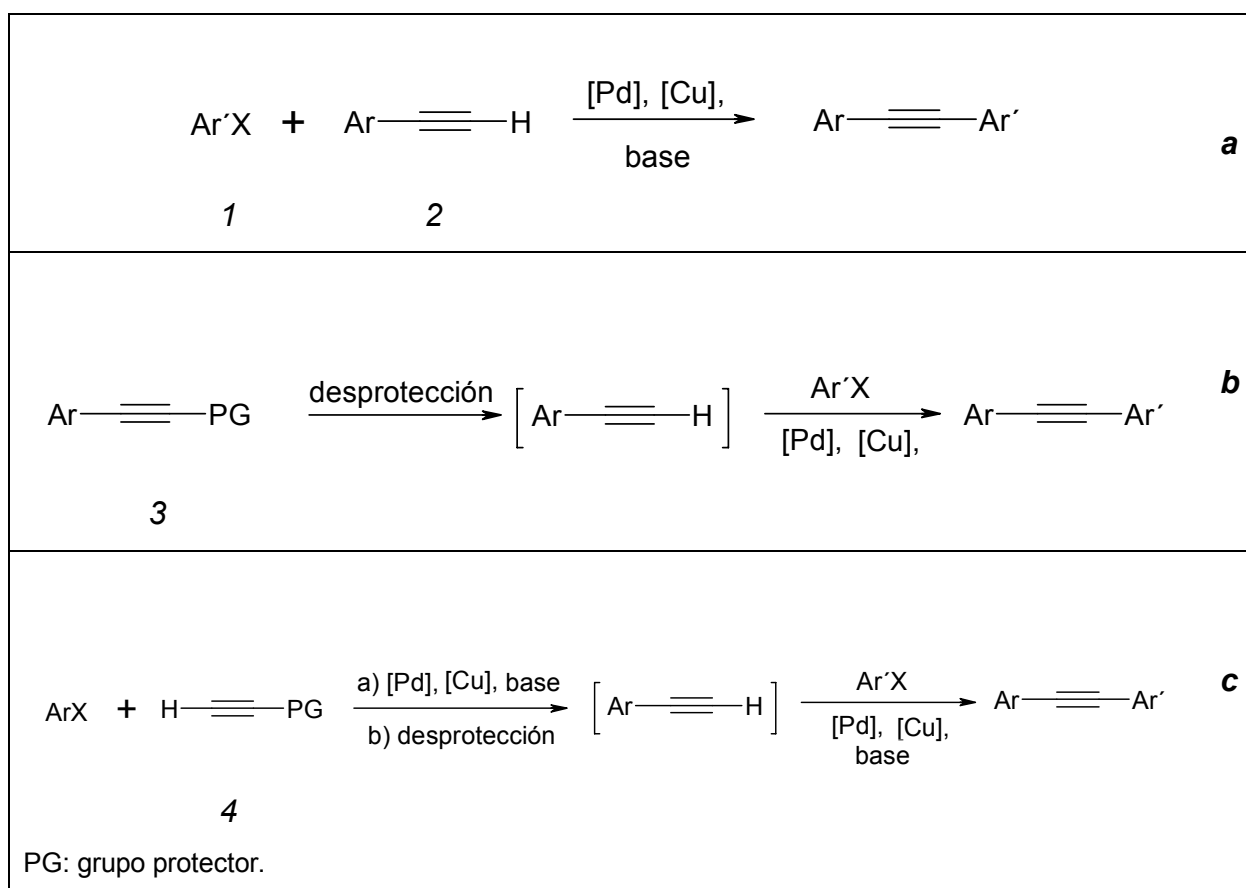 [Pd], [Cu],
Ar´X + Ar H Ar Ar´
base
a
1 2
desprotección Ar´X b
Ar PG [ Ar H ] Ar Ar´
[Pd], [Cu],
3
a) [Pd], [Cu], base Ar´X c
ArX + H PG [ Ar H ] Ar Ar´
b) desprotección [Pd], [Cu],
base
4
PG: grupo protector.